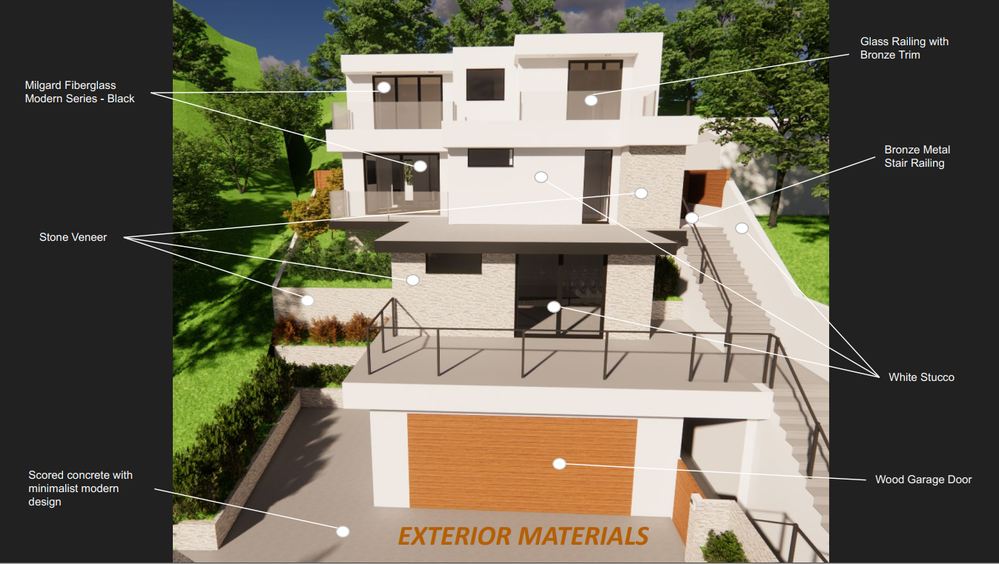 Glass Railing with
Bronze Trim
Milgard Fiberglass
Modern Series - Black
Bronze Metal
Stair Railing
Stone Veneer
White Stucco
Scored concrete with
minimalist modern
design
Wood Garage Door
EXTERIOR MATERIALS